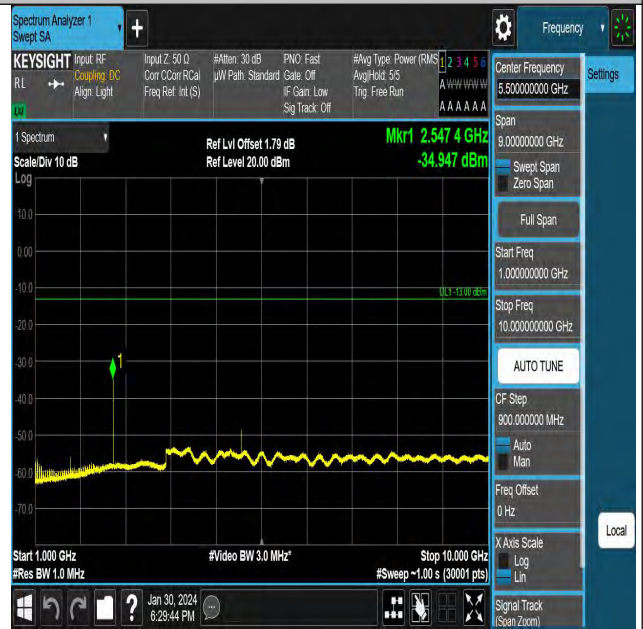 Spectrum Analyzer 1
Swept SA
+
Frequency
KEYSIGHT
RL
Input: RF
Coupling: DC
Align: Light
Input Z: 50 Ω
Corr CCorr RCal
Freq Ref: Int (S)
#Atten: 30 dB
µW Path: Standard
PNO: Fast
Gate: Off
IF Gain: Low
Sig Track: Off
#Avg Type: Power (RMS
Avg|Hold: 5/5
Trig: Free Run
1 2 3 4 5 6
A W W W W W
A A A A A A
1 Spectrum
Scale/Div 10 dB
Ref Lvl Offset 1.79 dB
Ref Level 20.00 dBm
Mkr1 2.547 4 GHz
-34.947 dBm
Log
10.0
0.00
-10.0
-20.0
-30.0
-40.0
-50.0
-60.0
-70.0
UL1 -13.00 dBm
1
Start 1.000 GHz
#Res BW 1.0 MHz
#Video BW 3.0 MHz*
Stop 10.000 GHz
#Sweep ~1.00 s (30001 pts)
Center Frequency
5.500000000 GHz
Settings
Span
9.00000000 GHz
Swept Span
Zero Span
Full Span
Start Freq
1.000000000 GHz
Stop Freq
10.000000000 GHz
AUTO TUNE
CF Step
900.000000 MHz
Auto
Man
Freq Offset
0 Hz
X Axis Scale
Log
Lin
Local
Signal Track
(Span Zoom)
?
Jan 30, 2024
6:29:44 PM